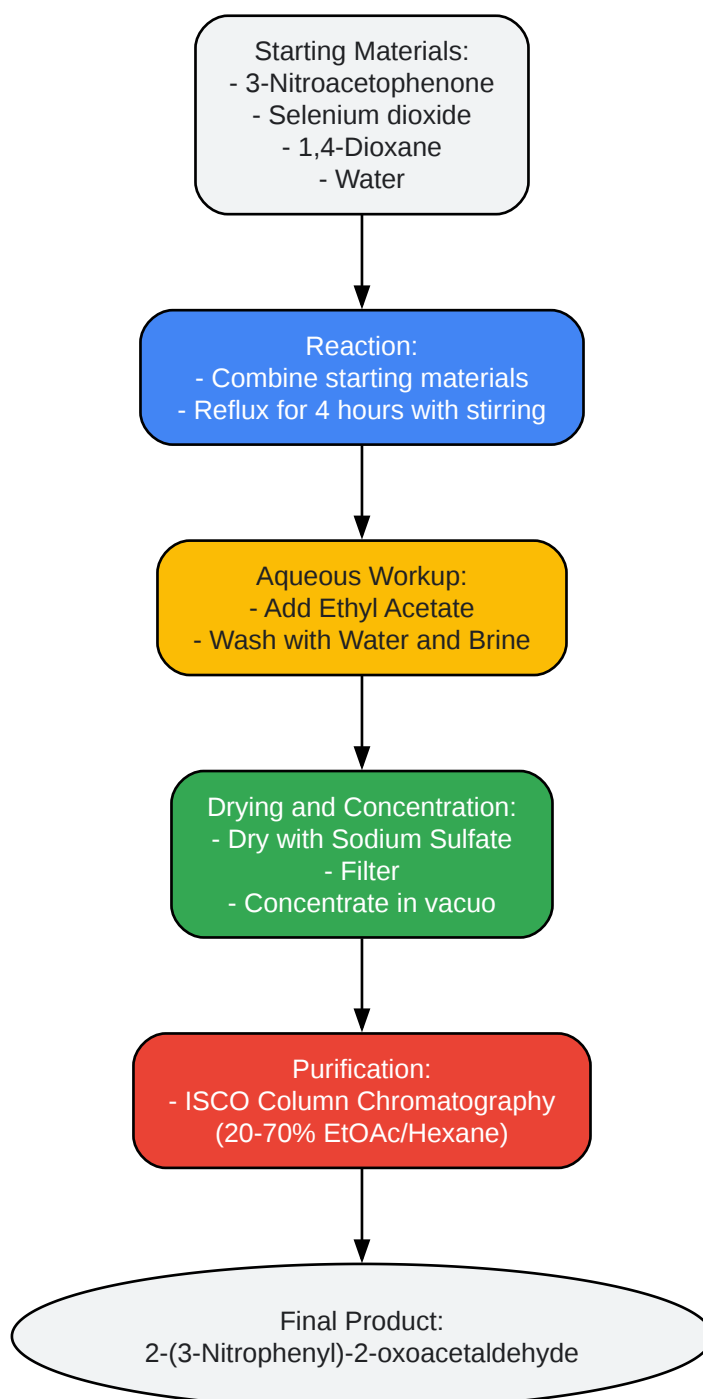 Starting Materials:
- 3-Nitroacetophenone
- Selenium dioxide
- 1,4-Dioxane
- Water
Reaction:
- Combine starting materials
- Reflux for 4 hours with stirring
Aqueous Workup:
- Add Ethyl Acetate
- Wash with Water and Brine
Drying and Concentration:
- Dry with Sodium Sulfate
- Filter
- Concentrate in vacuo
Purification:
- ISCO Column Chromatography
(20-70% EtOAc/Hexane)
Final Product:
2-(3-Nitrophenyl)-2-oxoacetaldehyde